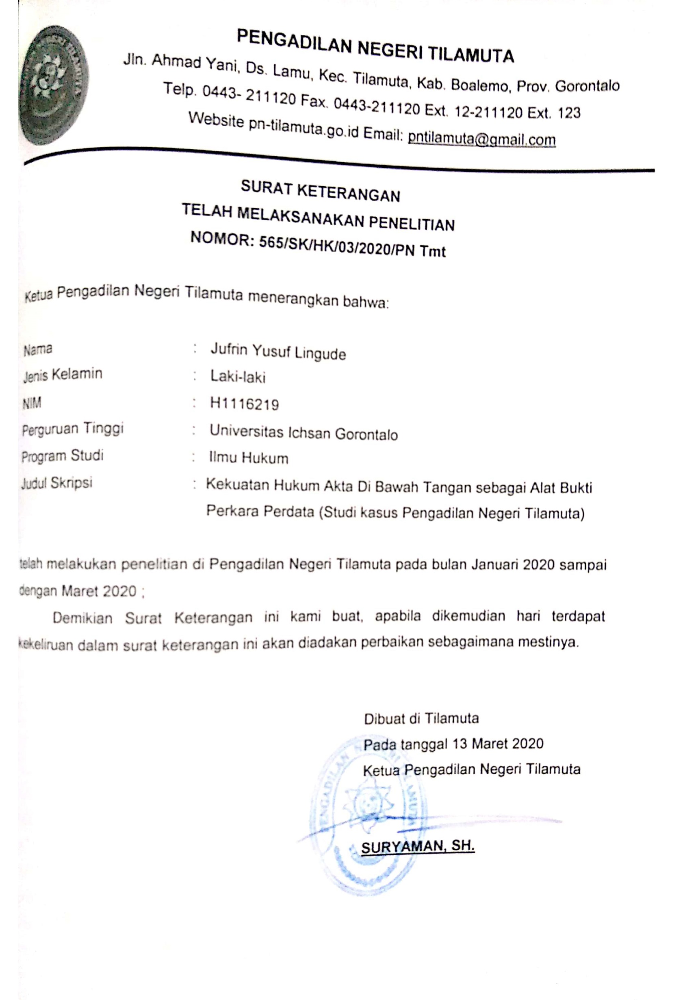 PENGADILAN NEGERI TILAMUTA
Jln. Ahmad Yani, Ds. Lamu, Kec. Tilamuta, Kab. Boalemo, Prov. Gorontalo
Telp. 0443- 211120 Fax. 0443-211120 Ext. 12-211120 Ext. 123
Website pn-tilamuta.go.id Email: pntilamuta@gmail.com
SURAT KETERANGAN
TELAH MELAKSANAKAN PENELITIAN
NOMOR: 565/SK/HK/03/2020/PN Tmt
Ketua Pengadilan Negeri Tilamuta menerangkan bahwa:
Nama : Jufrin Yusuf Lingude
Jenis Kelamin : Laki-laki
NIM : H1116219
Perguruan Tinggi : Universitas Ichsan Gorontalo
Program Studi : Ilmu Hukum
Judul Skripsi : Kekuatan Hukum Akta Di Bawah Tangan sebagai Alat Bukti
Perkara Perdata (Studi kasus Pengadilan Negeri Tilamuta)
telah melakukan penelitian di Pengadilan Negeri Tilamuta pada bulan Januari 2020 sampai
dengan Maret 2020 ;
Demikian Surat Keterangan ini kami buat, apabila dikemudian hari terdapat
kekeliruan dalam surat keterangan ini akan diadakan perbaikan sebagaimana mestinya.
Dibuat di Tilamuta
Pada tanggal 13 Maret 2020
Ketua Pengadilan Negeri Tilamuta
PENGADILAN NEGERI TILAMUTA
SURYAMAN, SH.